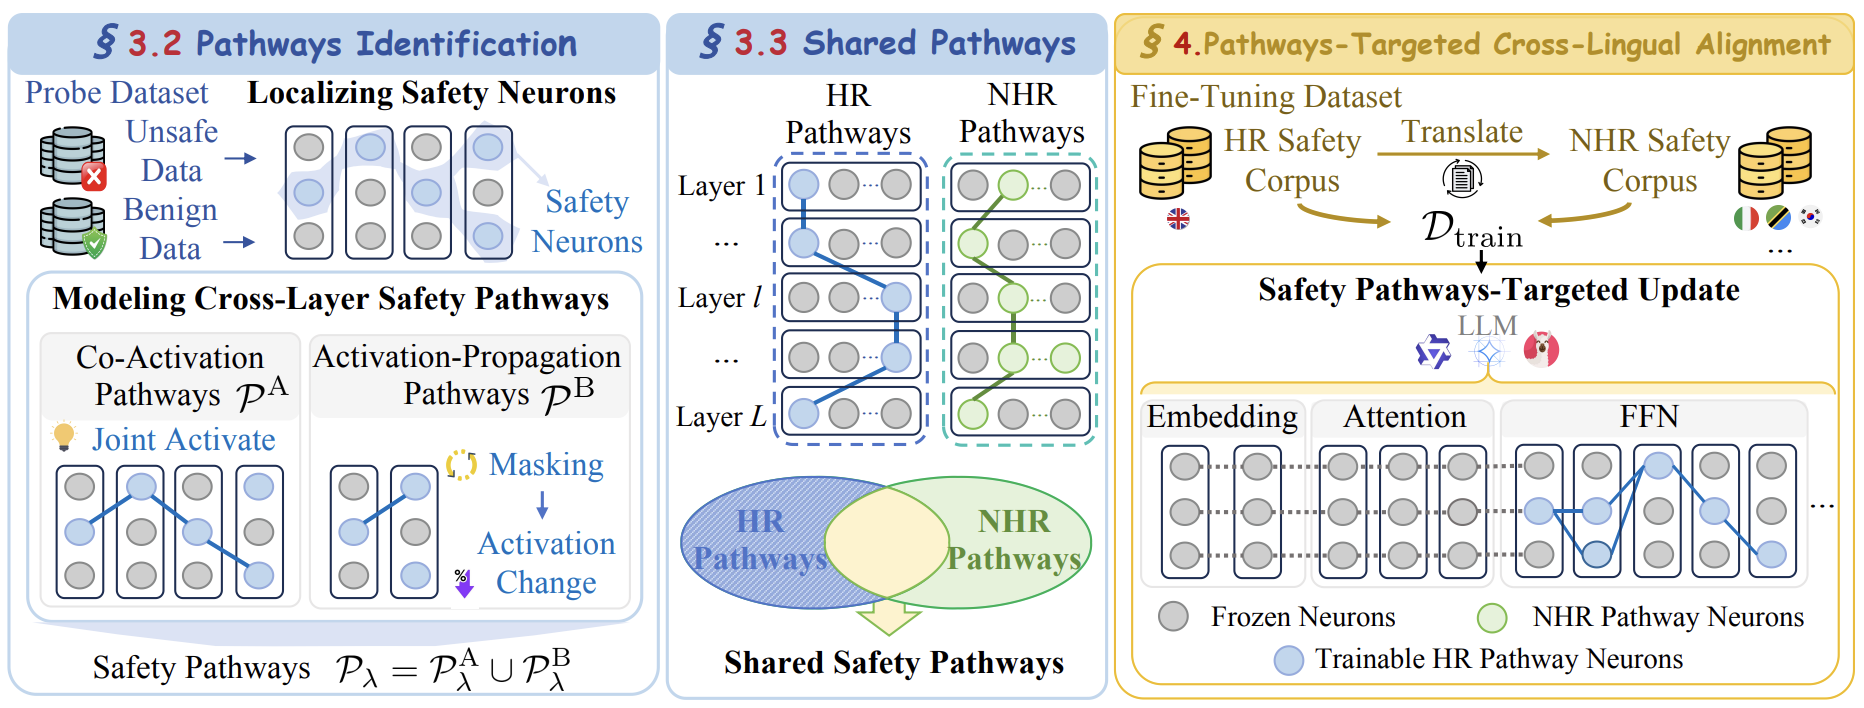 § 3.2 Pathways Identification
Probe Dataset
Localizing Safety Neurons
Unsafe
Data
Benign
Data
Safety
Neurons
Modeling Cross-Layer Safety Pathways
Co-Activation
Pathways 𝒫^A
Joint Activate
Activation-Propagation
Pathways 𝒫^B
Masking
Activation
Change
%
Safety Pathways 𝒫_λ = 𝒫_λ^A ∪ 𝒫_λ^B
§ 3.3 Shared Pathways
HR
Pathways
NHR
Pathways
Layer 1
...
Layer l
...
Layer L
HR
Pathways
NHR
Pathways
Shared Safety Pathways
§ 4.Pathways-Targeted Cross-Lingual Alignment
Fine-Tuning Dataset
HR Safety
Corpus
Translate
NHR Safety
Corpus
𝒟_train
...
Safety Pathways-Targeted Update
LLM
Embedding
Attention
FFN
...
Frozen Neurons
NHR Pathway Neurons
Trainable HR Pathway Neurons